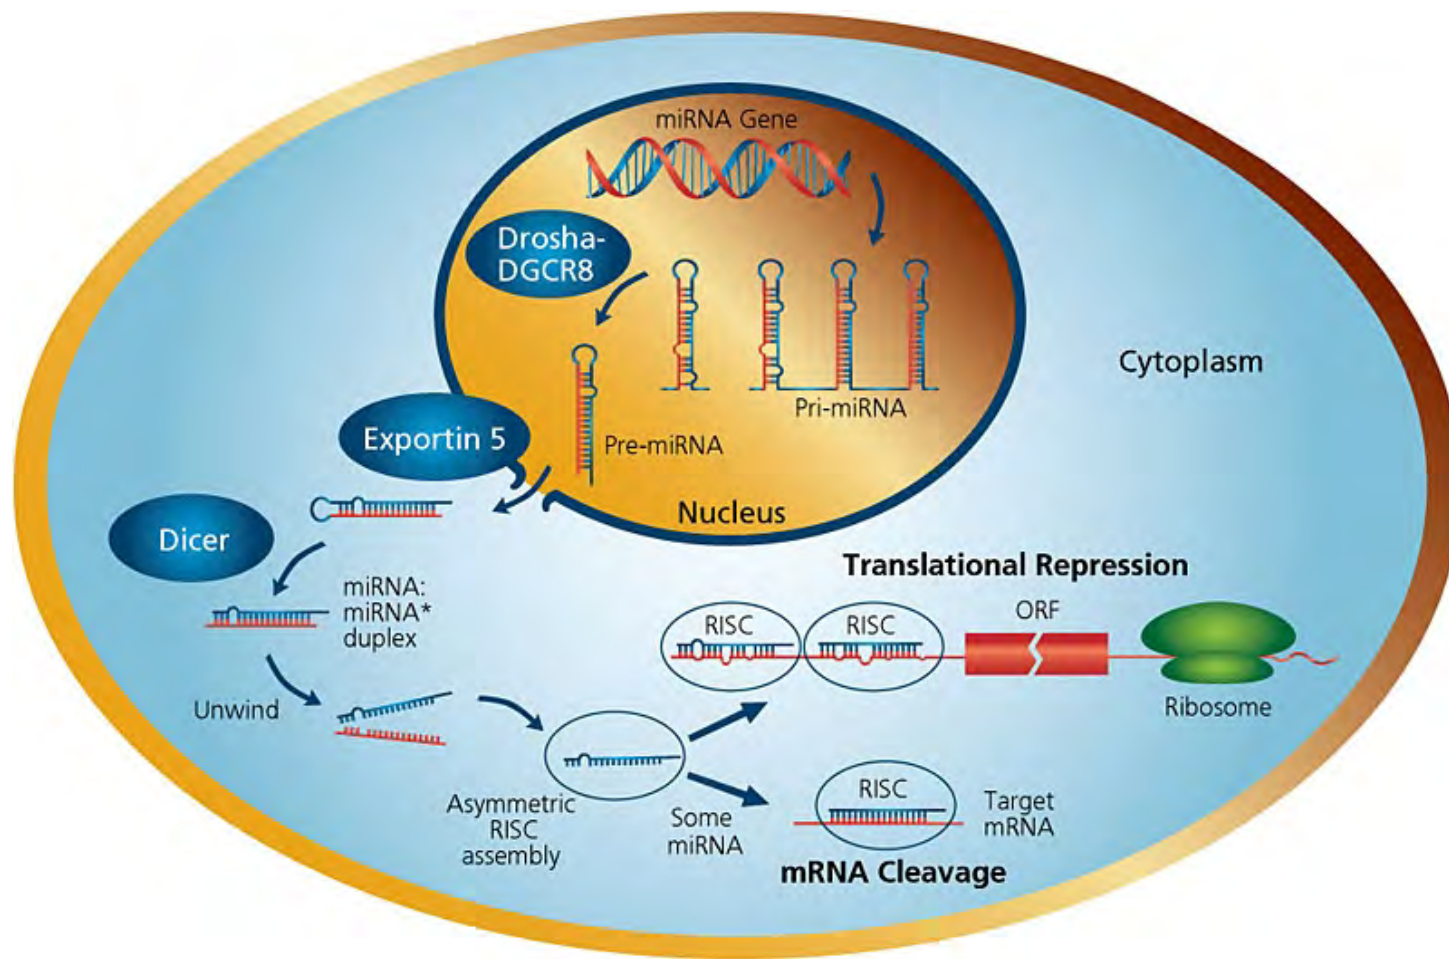 miRNA Gene
Drosha-
DGCR8
Pri-miRNA
Cytoplasm
Exportin 5
Pre-miRNA
Nucleus
Dicer
miRNA:
miRNA*
duplex
Unwind
Asymmetric
RISC
assembly
Translational Repression
RISC
RISC
ORF
Ribosome
Some
miRNA
RISC
Target
mRNA
mRNA Cleavage